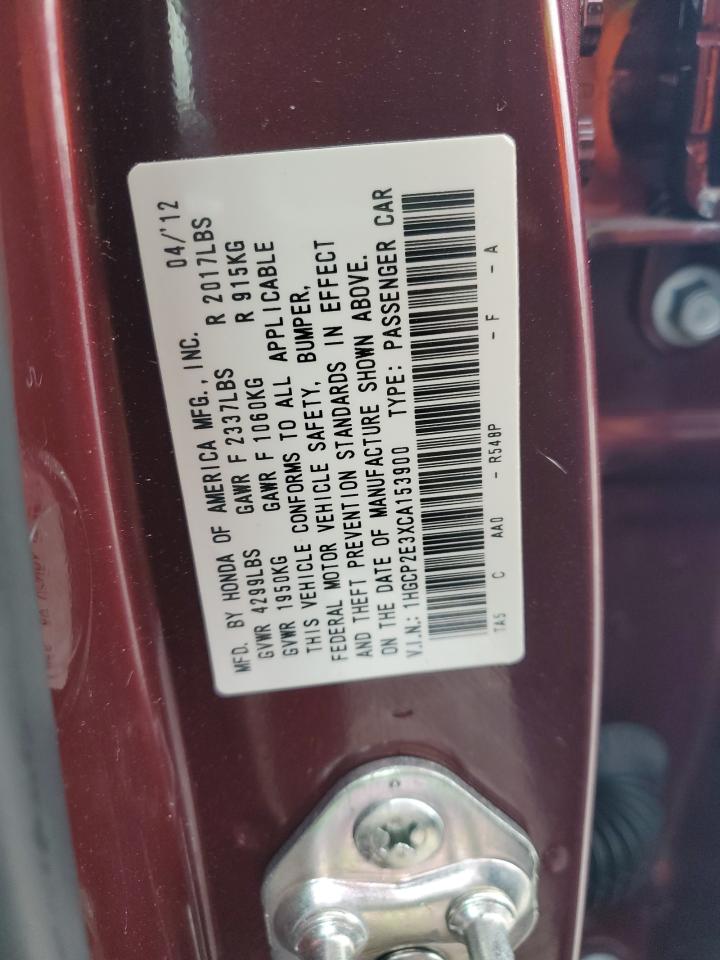 MFD. BY HONDA OF AMERICA MFG., INC. 04/'12
GVWR 4299LBS GAWR F 2337LBS R 2017LBS
GVWR 1950KG GAWR F 1060KG R 915KG
THIS VEHICLE CONFORMS TO ALL APPLICABLE
FEDERAL MOTOR VEHICLE SAFETY, BUMPER,
AND THEFT PREVENTION STANDARDS IN EFFECT
ON THE DATE OF MANUFACTURE SHOWN ABOVE.
V.I.N.: 1HGCP2E3XCA153900 TYPE: PASSENGER CAR
TA5 C AA0 - R548P - F - A